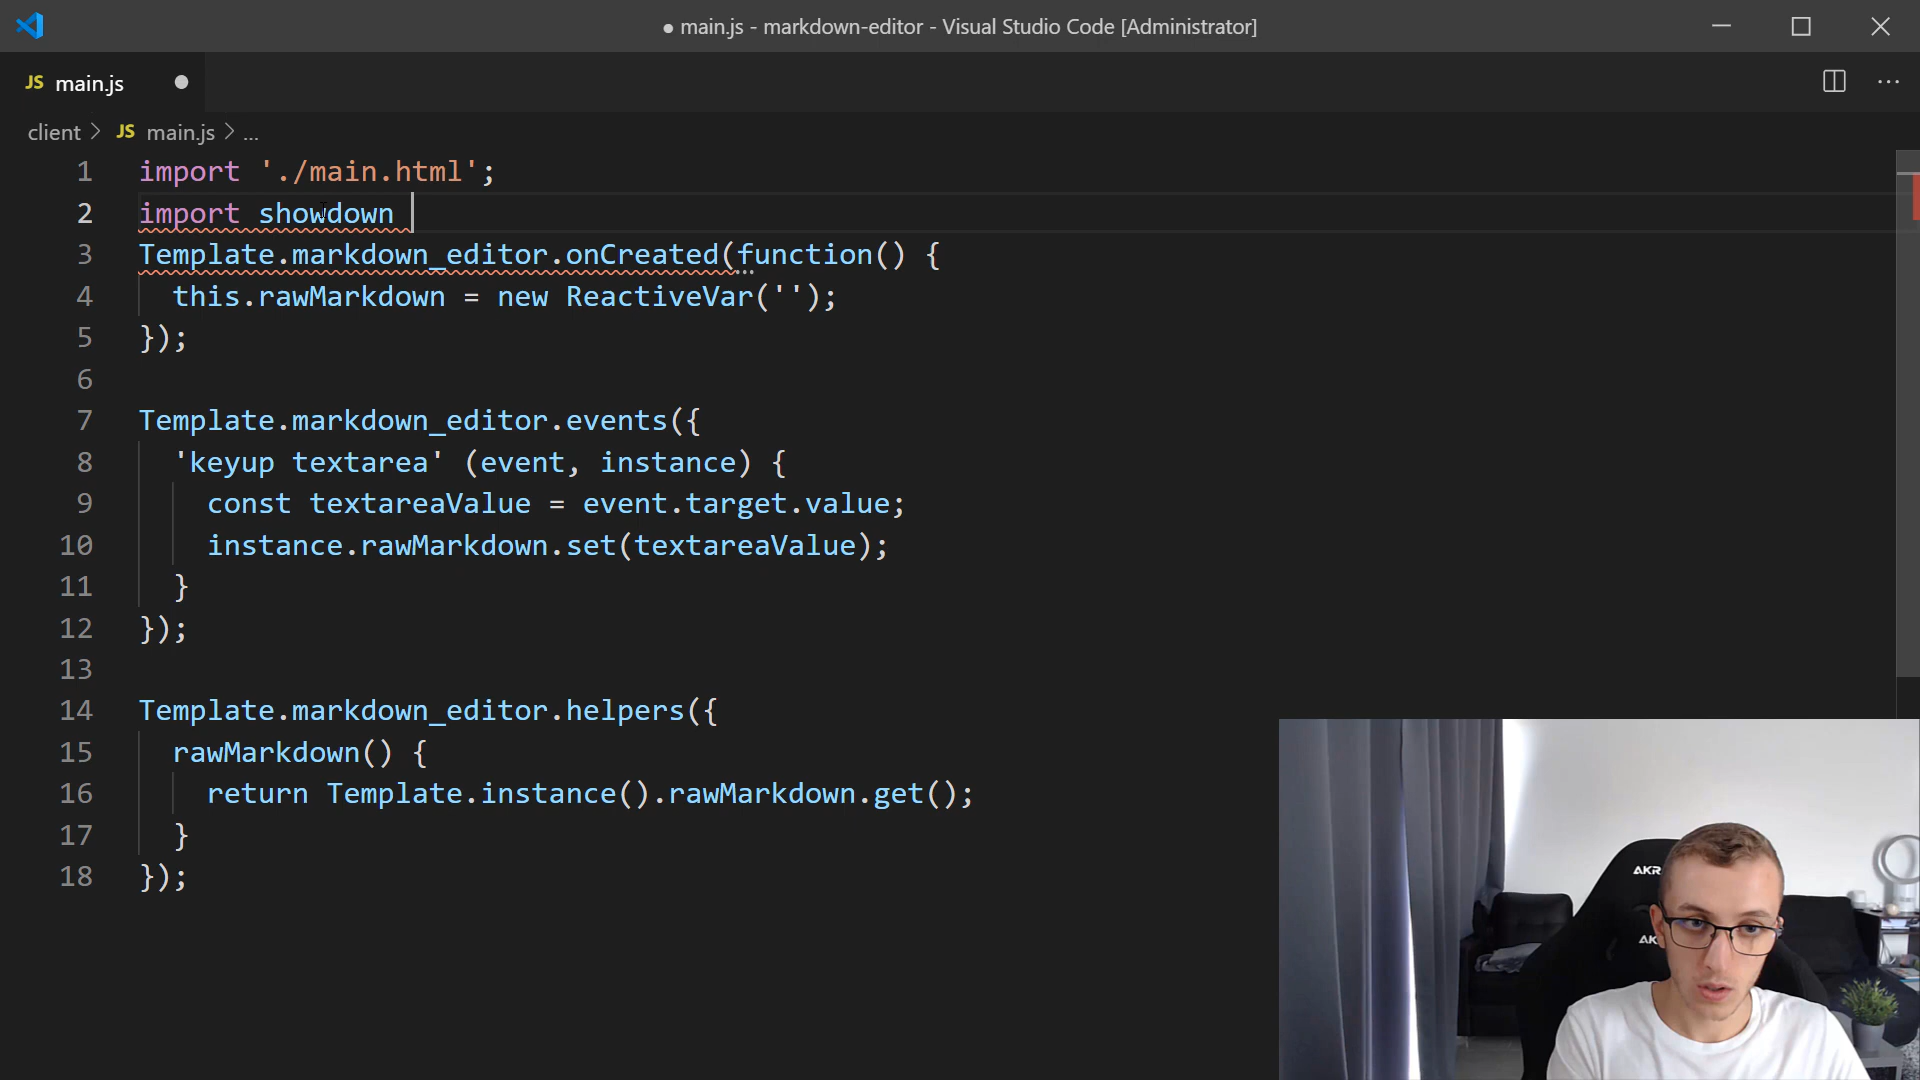 ● main.js - markdown-editor - Visual Studio Code [Administrator]
JS main.js ●
client > JS main.js > ...
1 import './main.html';
2 import showdown
3 Template.markdown_editor.onCreated(function() {
4 this.rawMarkdown = new ReactiveVar('');
5 });
6
7 Template.markdown_editor.events({
8 'keyup textarea' (event, instance) {
9 const textareaValue = event.target.value;
10 instance.rawMarkdown.set(textareaValue);
11 }
12 });
13
14 Template.markdown_editor.helpers({
15 rawMarkdown() {
16 return Template.instance().rawMarkdown.get();
17 }
18 });
AKR
AK